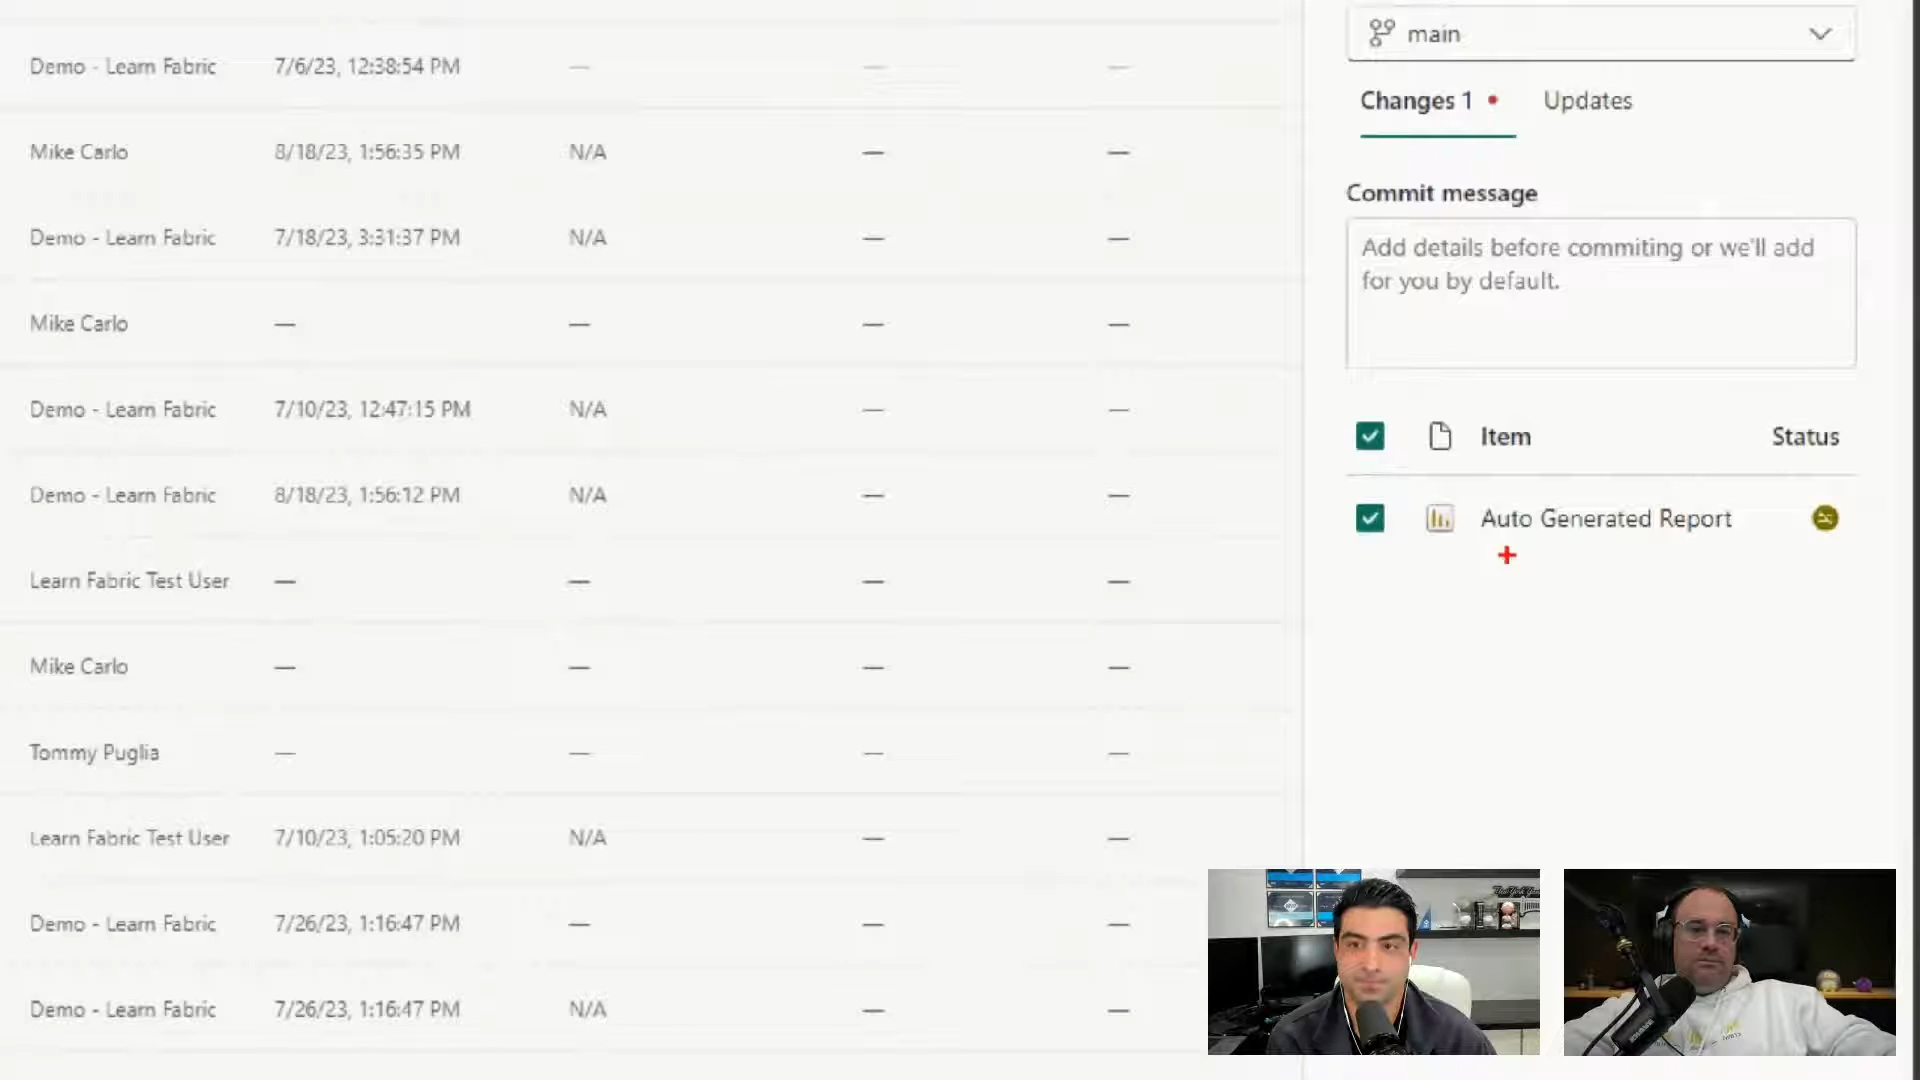 Demo - Learn Fabric 7/6/23, 12:38:54 PM — — —
Mike Carlo 8/18/23, 1:56:35 PM N/A — —
Demo - Learn Fabric 7/18/23, 3:31:37 PM N/A — —
Mike Carlo — — — —
Demo - Learn Fabric 7/10/23, 12:47:15 PM N/A — —
Demo - Learn Fabric 8/18/23, 1:56:12 PM N/A — —
Learn Fabric Test User — — — —
Mike Carlo — — — —
Tommy Puglia — — — —
Learn Fabric Test User 7/10/23, 1:05:20 PM N/A — —
Demo - Learn Fabric 7/26/23, 1:16:47 PM — — —
Demo - Learn Fabric 7/26/23, 1:16:47 PM N/A — —
main
Changes 1 Updates
Commit message
Add details before commiting or we'll add
for you by default.
Item Status
Auto Generated Report